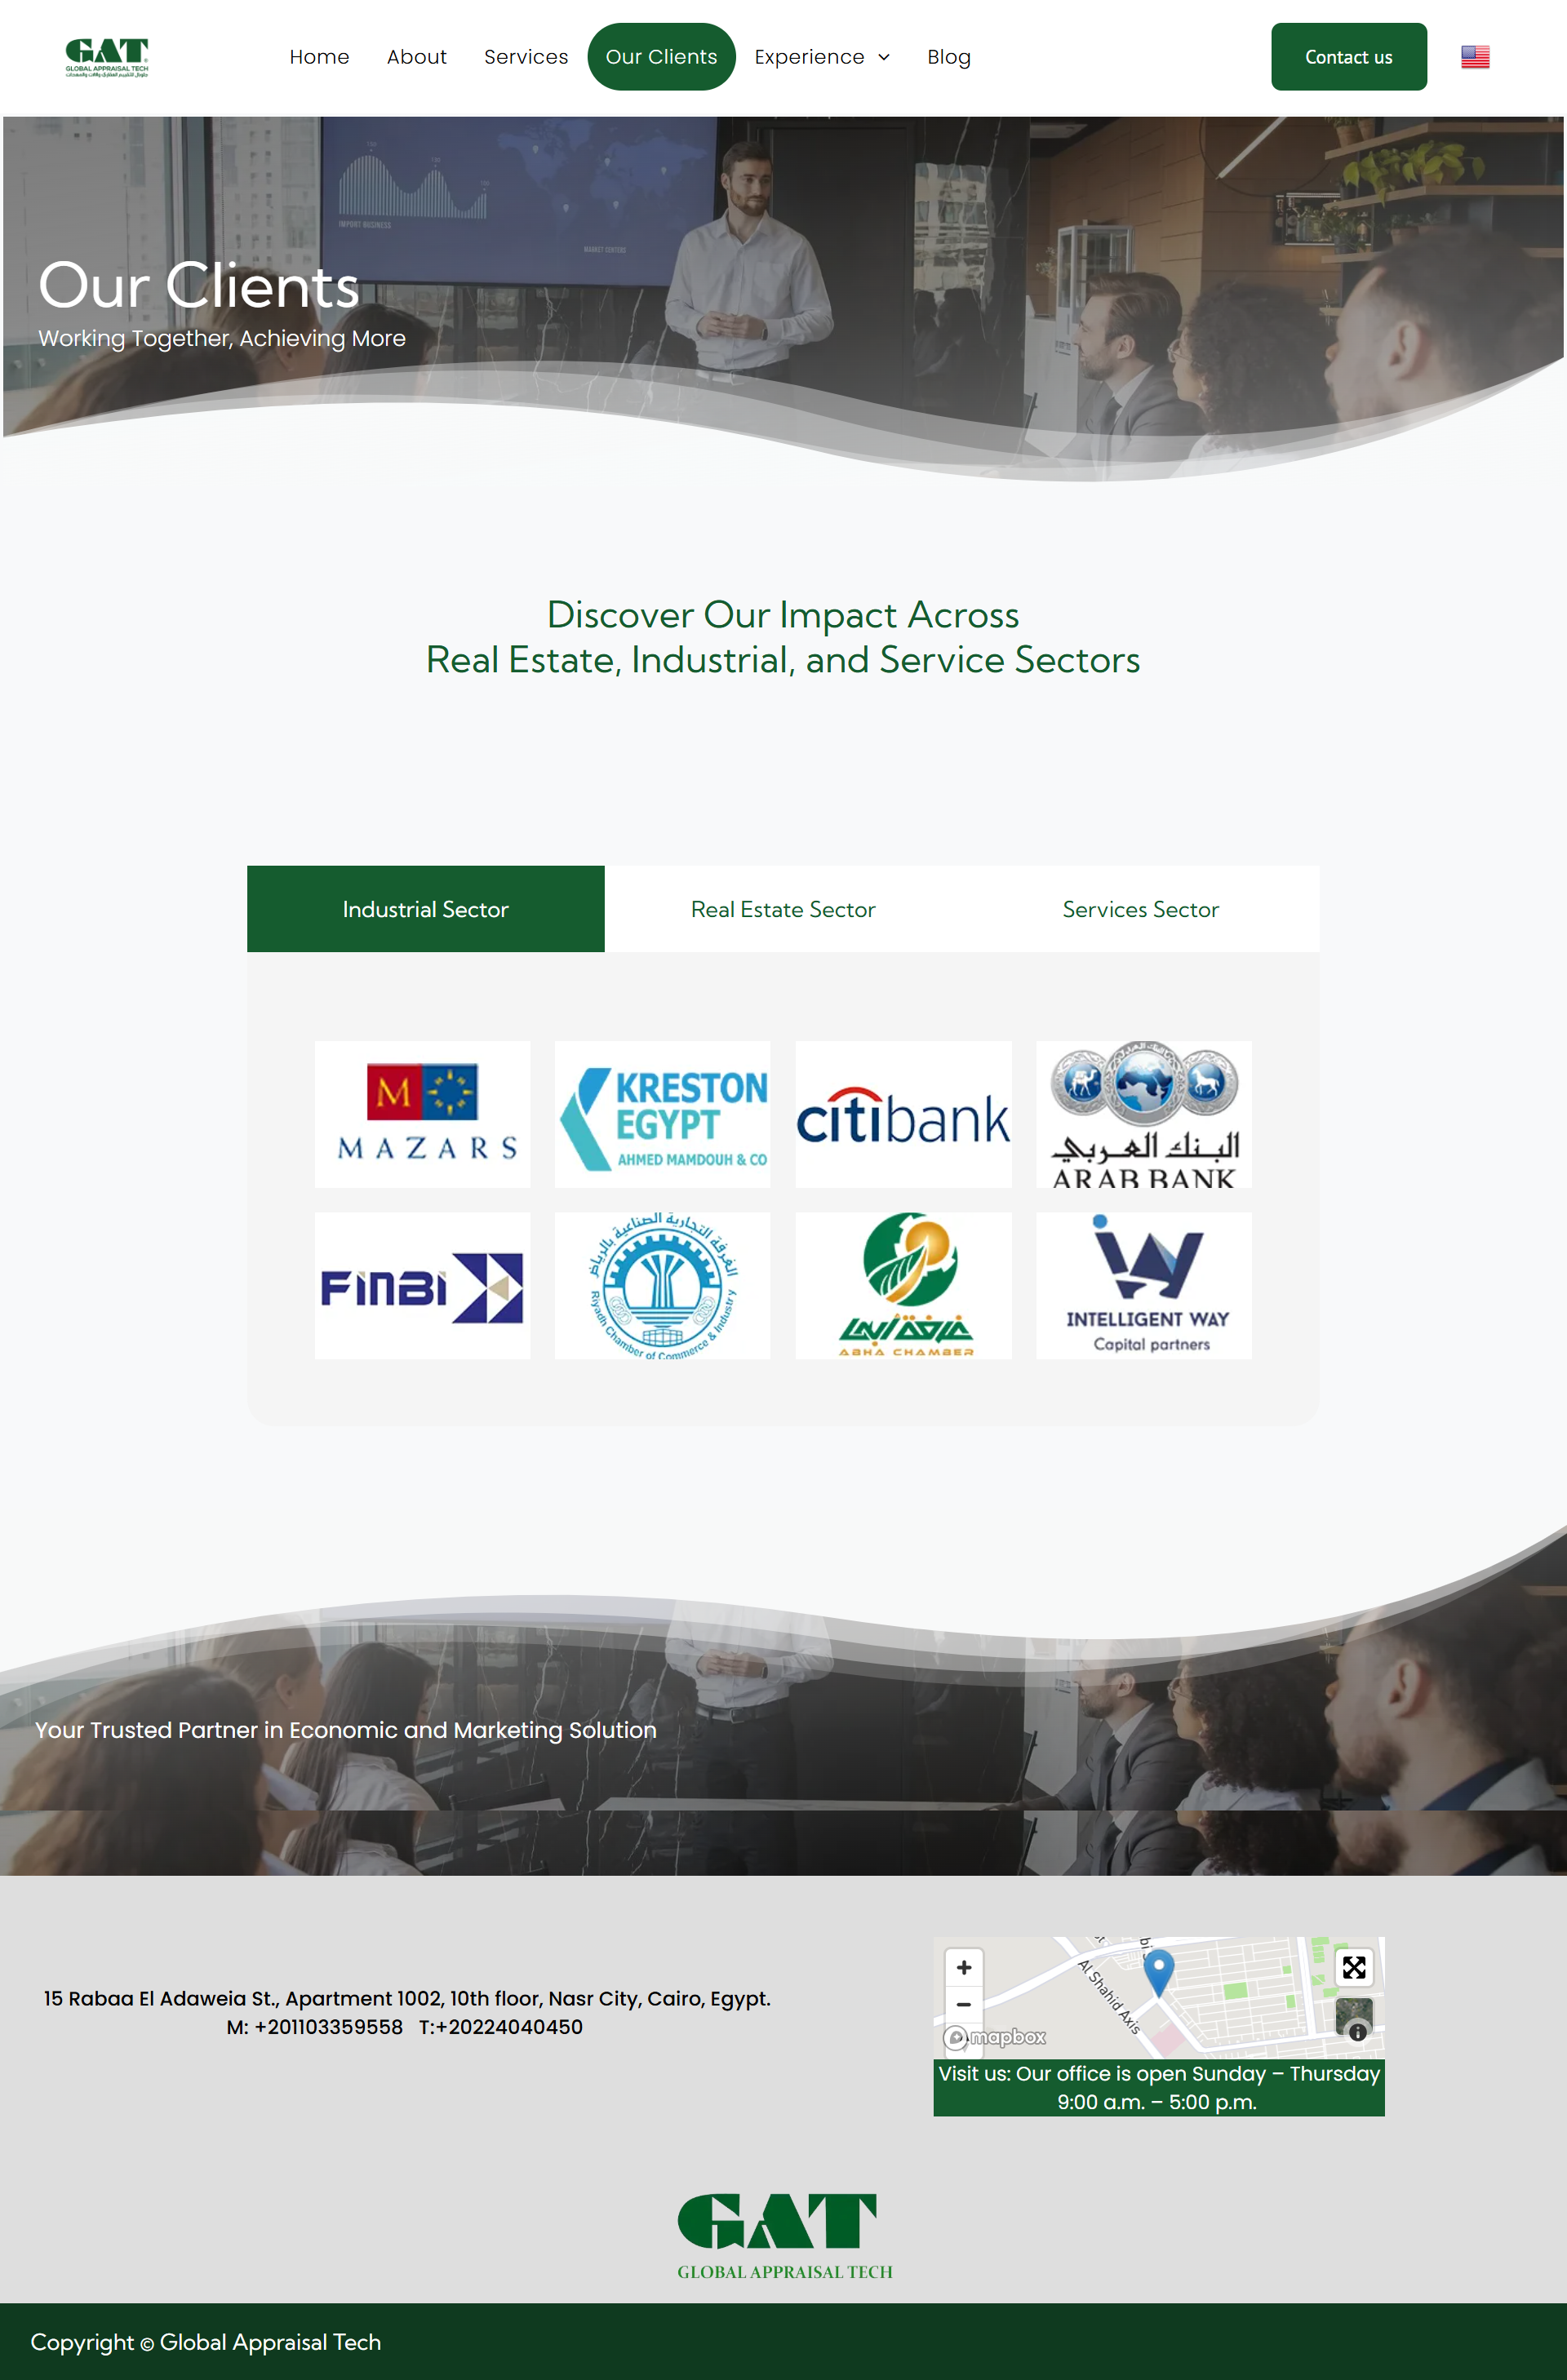 GAT
GLOBAL APPRAISAL TECH
Home
About
Services
Our Clients
Experience
Blog
Contact us
IMPORT BUSINESS
MARKET CENTERS
Our Clients
Working Together, Achieving More
Discover Our Impact Across
Real Estate, Industrial, and Service Sectors
Industrial Sector
Real Estate Sector
Services Sector
M
MAZARS
KRESTON
EGYPT
AHMED MAMDOUH & CO
citibank
البنك العربي
ARAB BANK
FINBI
الغرفة التجارية الصناعية بالرياض
Riyadh Chamber of Commerce & Industry
غرفة أبها
ABHA CHAMBER
iW
INTELLIGENT WAY
Capital partners
Your Trusted Partner in Economic and Marketing Solution
15 Rabaa El Adaweia St., Apartment 1002, 10th floor, Nasr City, Cairo, Egypt.
M: +201103359558 T:+20224040450
Al Shahid Axis
mapbox
Visit us: Our office is open Sunday – Thursday
9:00 a.m. – 5:00 p.m.
GAT
GLOBAL APPRAISAL TECH
Copyright © Global Appraisal Tech